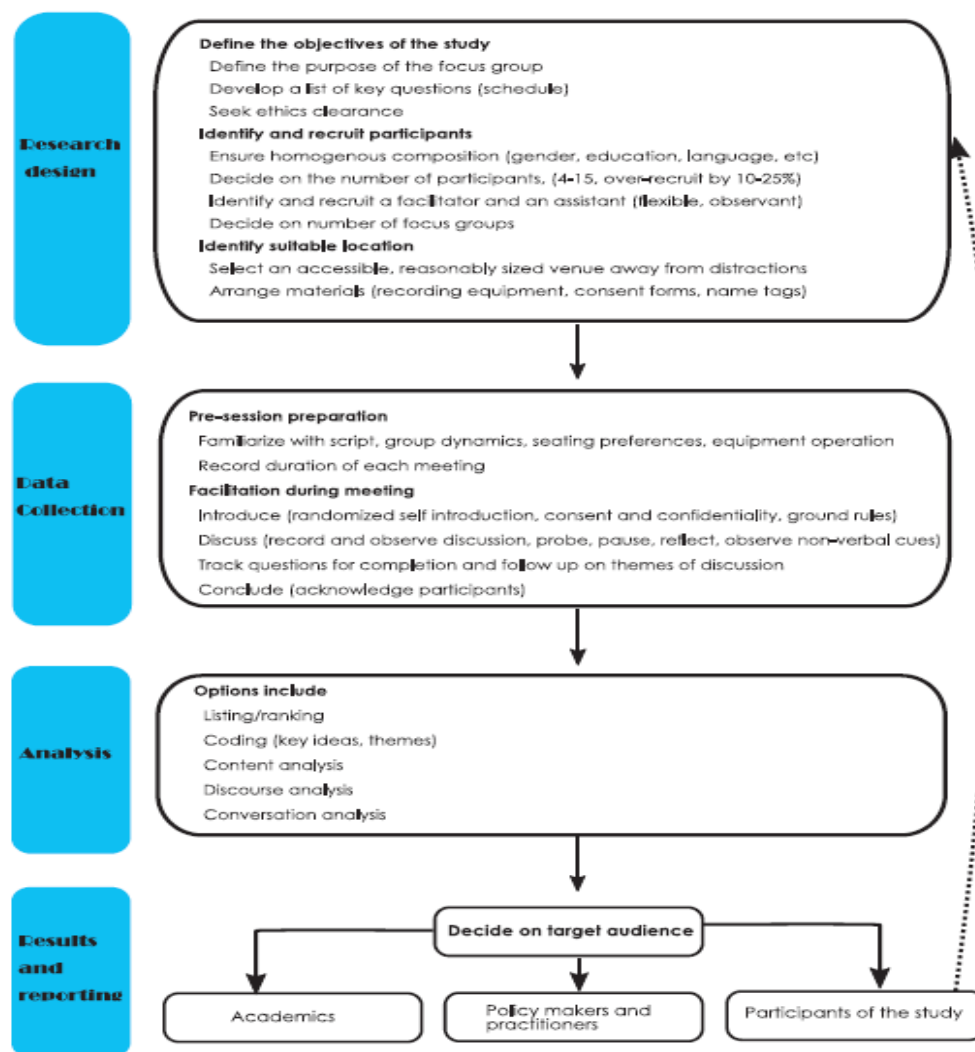 Research
design
Define the objectives of the study
Define the purpose of the focus group
Develop a list of key questions (schedule)
Seek ethics clearance
Identify and recruit participants
Ensure homogenous composition (gender, education, language, etc)
Decide on the number of participants, (4-15, over-recruit by 10-25%)
Identify and recruit a facilitator and an assistant (flexible, observant)
Decide on number of focus groups
Identify suitable location
Select an accessible, reasonably sized venue away from distractions
Arrange materials (recording equipment, consent forms, name tags)
Data
Collection
Pre-session preparation
Familiarize with script, group dynamics, seating preferences, equipment operation
Record duration of each meeting
Facilitation during meeting
Introduce (randomized self introduction, consent and confidentiality, ground rules)
Discuss (record and observe discussion, probe, pause, reflect, observe non-verbal cues)
Track questions for completion and follow up on themes of discussion
Conclude (acknowledge participants)
Analysis
Options include
Listing/ranking
Coding (key ideas, themes)
Content analysis
Discourse analysis
Conversation analysis
Results
and
reporting
Decide on target audience
Academics
Policy makers and
practitioners
Participants of the study